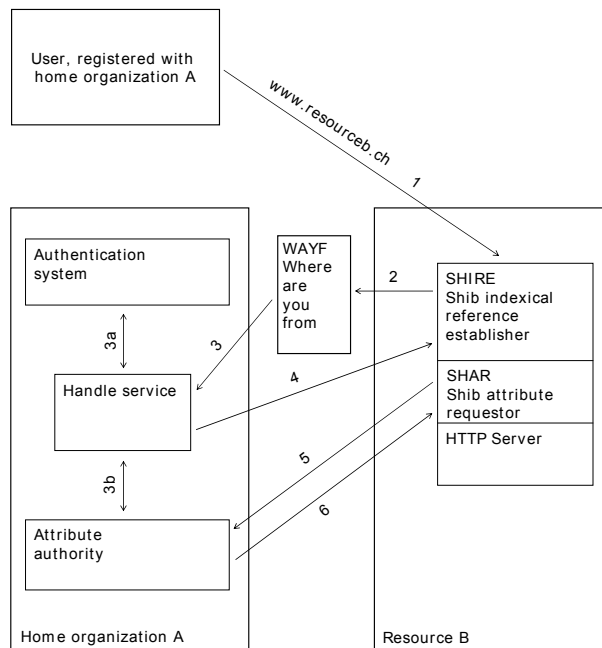 User, registered with
home organization A
www.resourceb.ch
1
Authentication
system
3a
Handle service
3b
Attribute
authority
Home organization A
WAYF
Where
are
you
from
2
3
4
5
6
SHIRE
Shib indexical
reference
establisher
SHAR
Shib attribute
requestor
HTTP Server
Resource B